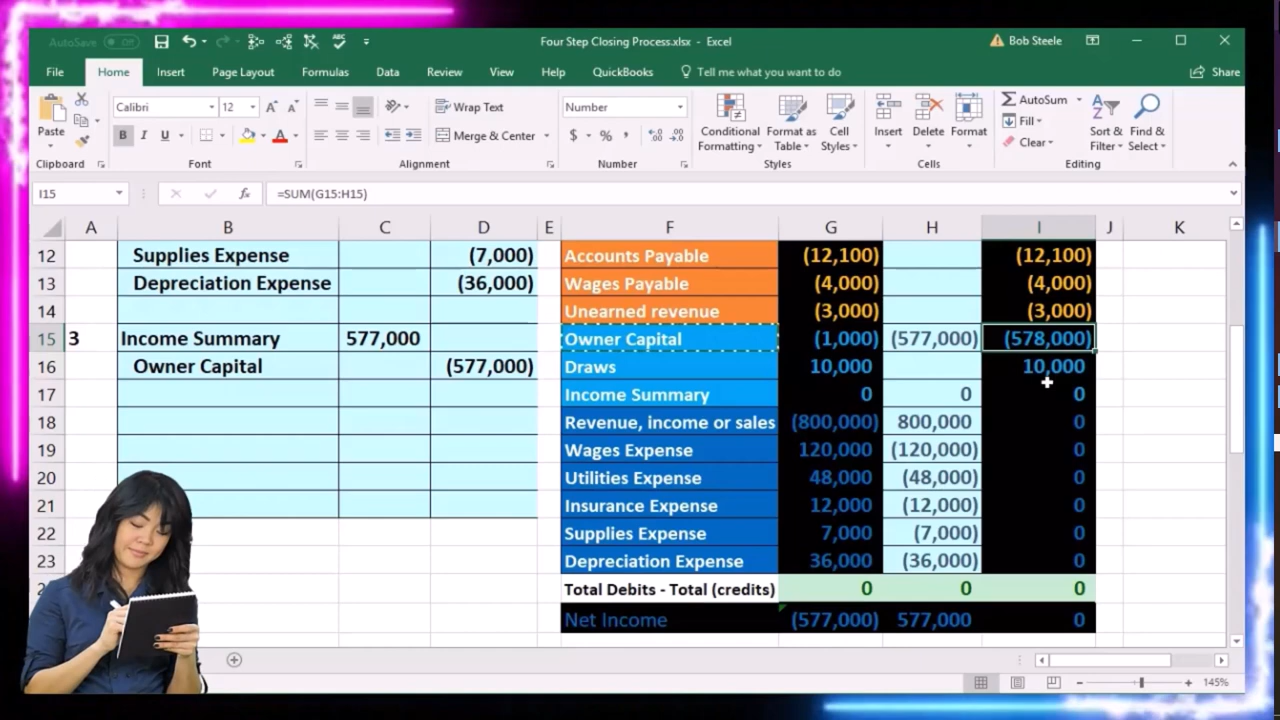 AutoSave Off
Four Step Closing Process.xlsx - Excel
Bob Steele
File Home Insert Page Layout Formulas Data Review View Help QuickBooks Tell me what you want to do Share
Paste
Clipboard
Calibri 12
B I U
Font
Wrap Text
Merge & Center
Alignment
Number
$ % ,
Number
Conditional Formatting
Format as Table
Cell Styles
Styles
Insert Delete Format
Cells
AutoSum
Fill
Clear
Sort & Filter
Find & Select
Editing
I15 fx =SUM(G15:H15)
A B C D E F G H I J K
12 Supplies Expense (7,000) Accounts Payable (12,100) (12,100)
13 Depreciation Expense (36,000) Wages Payable (4,000) (4,000)
14 Unearned revenue (3,000) (3,000)
15 3 Income Summary 577,000 Owner Capital (1,000) (577,000) (578,000)
16 Owner Capital (577,000) Draws 10,000 10,000
17 Income Summary 0 0 0
18 Revenue, income or sales (800,000) 800,000 0
19 Wages Expense 120,000 (120,000) 0
20 Utilities Expense 48,000 (48,000) 0
21 Insurance Expense 12,000 (12,000) 0
22 Supplies Expense 7,000 (7,000) 0
23 Depreciation Expense 36,000 (36,000) 0
Total Debits - Total (credits) 0 0 0
Net Income (577,000) 577,000 0
145%